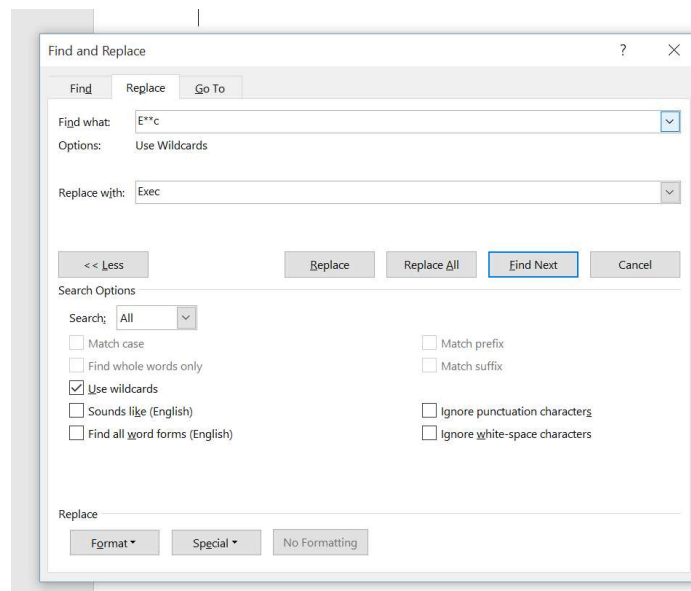 Find and Replace ? ×
Find Replace Go To
Find what: E**c
Options: Use Wildcards
Replace with: Exec
<< Less Replace Replace All Find Next Cancel
Search Options
Search: All
Match case Match prefix
Find whole words only Match suffix
Use wildcards
Sounds like (English) Ignore punctuation characters
Find all word forms (English) Ignore white-space characters
Replace
Format Special No Formatting